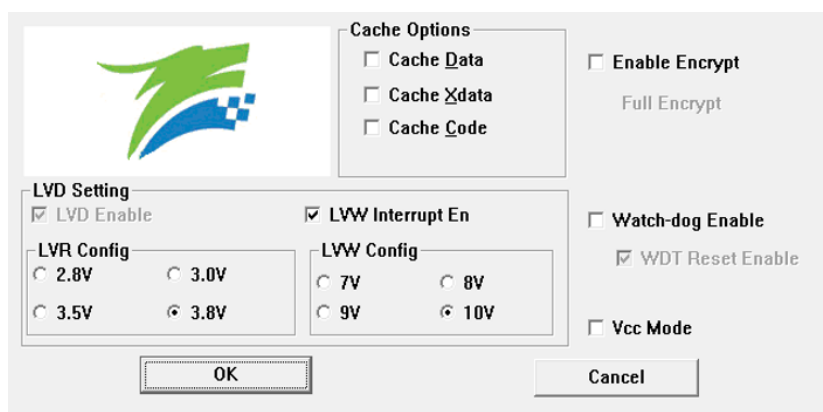 Cache Options
Cache Data
Cache Xdata
Cache Code
Enable Encrypt
Full Encrypt
LVD Setting
LVD Enable
LVW Interrupt En
LVR Config
2.8V 3.0V
3.5V 3.8V
LVW Config
7V 8V
9V 10V
Watch-dog Enable
WDT Reset Enable
Vcc Mode
OK
Cancel